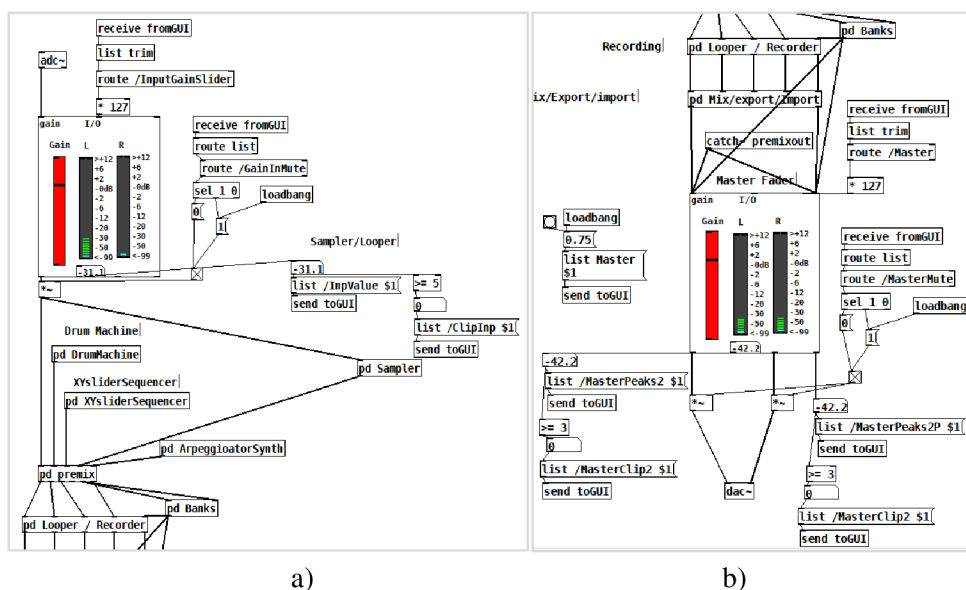 receive fromGUI
list trim
adc~
route /InputGainSlider
* 127
gain I/O
Gain L R
>+12 >+12
+6 +6
+2 +2
-0dB -0dB
-2 -2
-6 -6
-12 -12
-20 -20
-30 -30
-50 -50
<-99 <-99
-31.1
receive fromGUI
route list
route /GainInMute
sel 1 0
loadbang
0
1
*~
Sampler/Looper
-31.1
list /InpValue $1
send toGUI
>= 5
0
list /ClipInp $1
send toGUI
Drum Machine
pd DrumMachine
pd Sampler
XYsliderSequencer
pd XYsliderSequencer
pd ArpeggioatorSynth
pd premix
pd Banks
pd Looper / Recorder
a)
pd Banks
Recording
pd Looper / Recorder
ix/Export/import
pd Mix/export/Import
receive fromGUI
list trim
route /Master
* 127
catch~ premixout
Master Fader
gain I/O
Gain L R
>+12 >+12
+6 +6
+2 +2
-0dB -0dB
-2 -2
-6 -6
-12 -12
-20 -20
-30 -30
-50 -50
<-99 <-99
-42.2
loadbang
0.75
list Master
$1
send toGUI
receive fromGUI
route list
route /MasterMute
sel 1 0
loadbang
0
1
-42.2
list /MasterPeaks2 $1
send toGUI
>= 3
0
list /MasterClip2 $1
send toGUI
*~
*~
-42.2
list /MasterPeaks2P $1
send toGUI
>= 3
0
list /MasterClip2 $1
send toGUI
dac~
b)